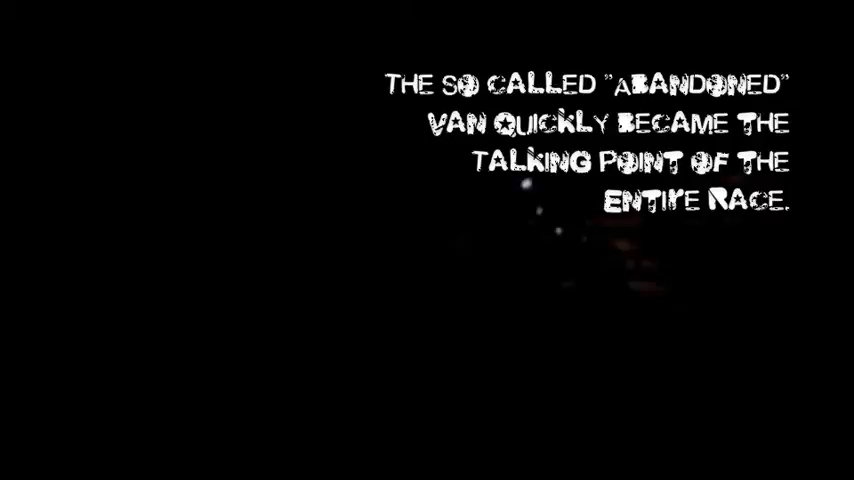 THE SO CALLED "ABANDONED"
VAN QUICKLY BECAME THE
TALKING POINT OF THE
ENTIRE RACE.